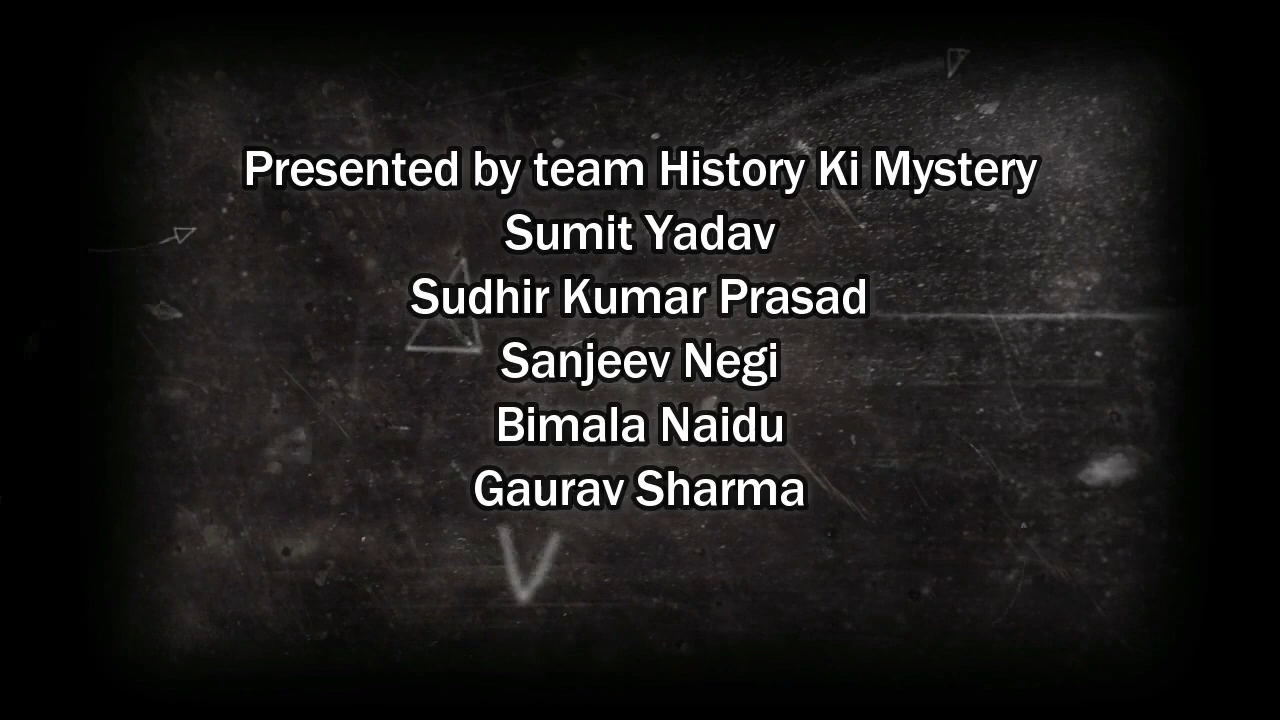 Presented by team History Ki Mystery
Sumit Yadav
Sudhir Kumar Prasad
Sanjeev Negi
Bimala Naidu
Gaurav Sharma
V